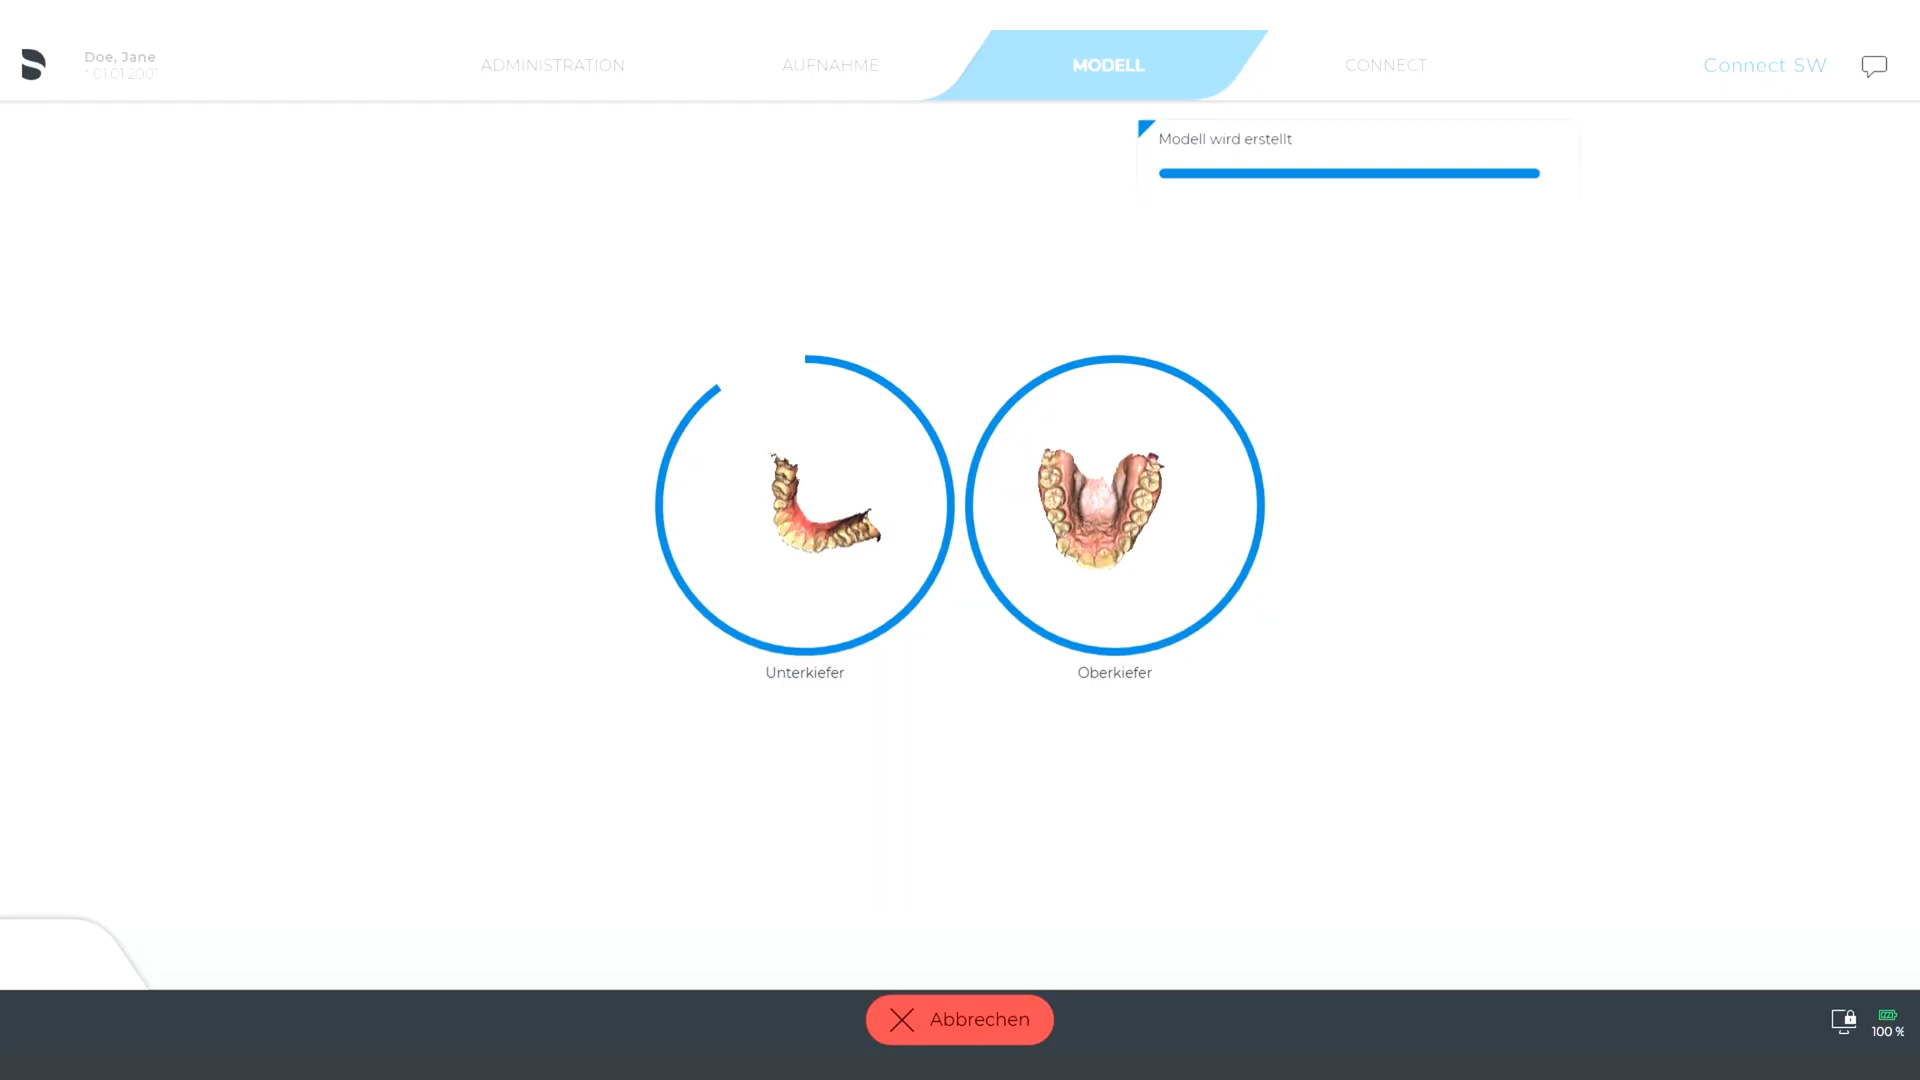 Doe, Jane
* 01.01.2001
ADMINISTRATION
AUFNAHME
MODELL
CONNECT
Connect SW
Modell wird erstellt
Unterkiefer
Oberkiefer
Abbrechen
100 %